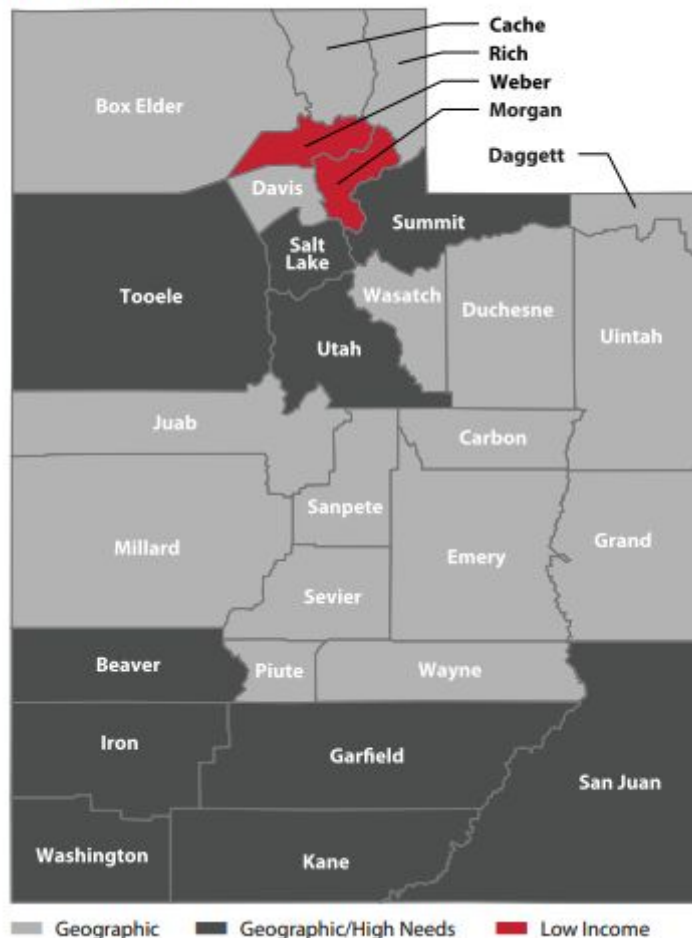 Cache
Rich
Weber
Morgan
Box Elder
Daggett
Davis
Summit
Salt
Lake
Tooele
Wasatch
Duchesne
Uintah
Utah
Juab
Carbon
Sanpete
Millard
Grand
Emery
Sevier
Beaver
Piute
Wayne
Iron
Garfield
San Juan
Washington
Kane
Geographic Geographic/High Needs Low Income